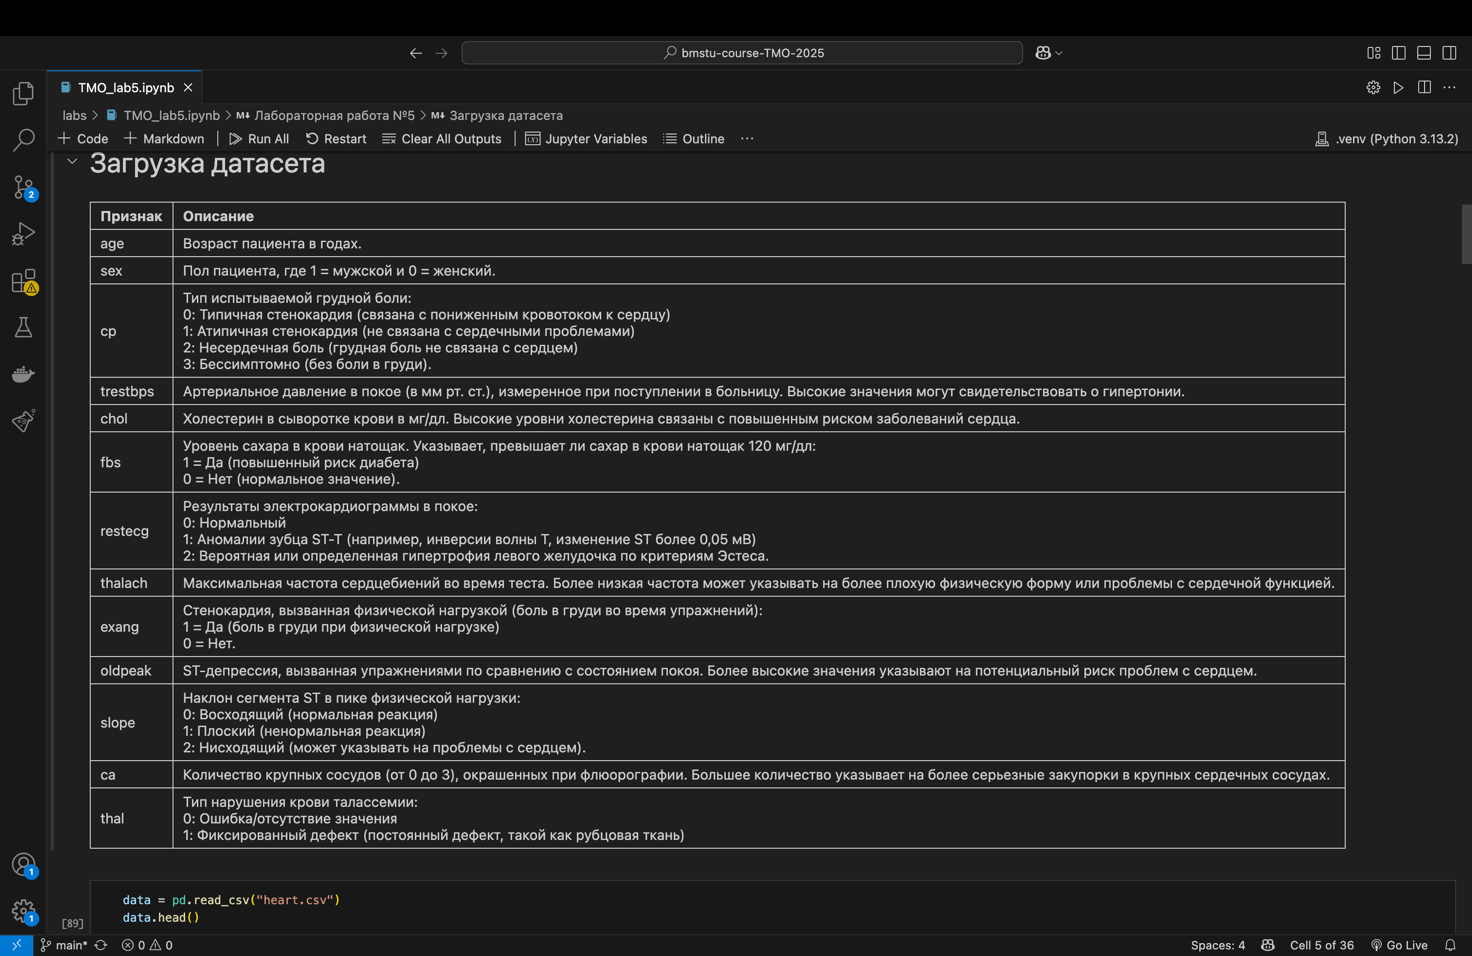 bmstu-course-TMO-2025
TMO_lab5.ipynb
labs > TMO_lab5.ipynb > M↓ Лабораторная работа №5 > M↓ Загрузка датасета
+ Code + Markdown | Run All Restart Clear All Outputs | Jupyter Variables Outline ...
.venv (Python 3.13.2)
Загрузка датасета
Признак Описание
age Возраст пациента в годах.
sex Пол пациента, где 1 = мужской и 0 = женский.
cp
Тип испытываемой грудной боли:
0: Типичная стенокардия (связана с пониженным кровотоком к сердцу)
1: Атипичная стенокардия (не связана с сердечными проблемами)
2: Несердечная боль (грудная боль не связана с сердцем)
3: Бессимптомно (без боли в груди).
trestbps Артериальное давление в покое (в мм рт. ст.), измеренное при поступлении в больницу. Высокие значения могут свидетельствовать о гипертонии.
chol Холестерин в сыворотке крови в мг/дл. Высокие уровни холестерина связаны с повышенным риском заболеваний сердца.
fbs
Уровень сахара в крови натощак. Указывает, превышает ли сахар в крови натощак 120 мг/дл:
1 = Да (повышенный риск диабета)
0 = Нет (нормальное значение).
restecg
Результаты электрокардиограммы в покое:
0: Нормальный
1: Аномалии зубца ST-T (например, инверсии волны T, изменение ST более 0,05 мВ)
2: Вероятная или определенная гипертрофия левого желудочка по критериям Эстеса.
thalach Максимальная частота сердцебиений во время теста. Более низкая частота может указывать на более плохую физическую форму или проблемы с сердечной функцией.
exang
Стенокардия, вызванная физической нагрузкой (боль в груди во время упражнений):
1 = Да (боль в груди при физической нагрузке)
0 = Нет.
oldpeak ST-депрессия, вызванная упражнениями по сравнению с состоянием покоя. Более высокие значения указывают на потенциальный риск проблем с сердцем.
slope
Наклон сегмента ST в пике физической нагрузки:
0: Восходящий (нормальная реакция)
1: Плоский (ненормальная реакция)
2: Нисходящий (может указывать на проблемы с сердцем).
ca Количество крупных сосудов (от 0 до 3), окрашенных при флюорографии. Большее количество указывает на более серьезные закупорки в крупных сердечных сосудах.
thal
Тип нарушения крови талассемии:
0: Ошибка/отсутствие значения
1: Фиксированный дефект (постоянный дефект, такой как рубцовая ткань)
data = pd.read_csv("heart.csv")
data.head()
[89]
2
1
1
main* 0 0
Spaces: 4 Cell 5 of 36 Go Live